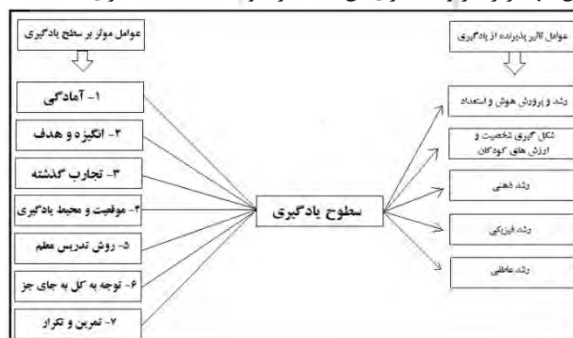 عوامل موثر بر سطح یادگیری
۱- آمادگی
۲- انگیزه و هدف
۳- تجارب گذشته
۴- موقعیت و محیط یادگیری
۵- روش تدریس معلم
۶- توجه به کل به جای جز
۷- تمرین و تکرار
سطوح یادگیری
عوامل تاثیر پذیرنده از یادگیری
رشد و پرورش هوش و استعداد
شکل گیری شخصیت و
ارزش های کودکان
رشد ذهنی
رشد فیزیکی
رشد عاطفی